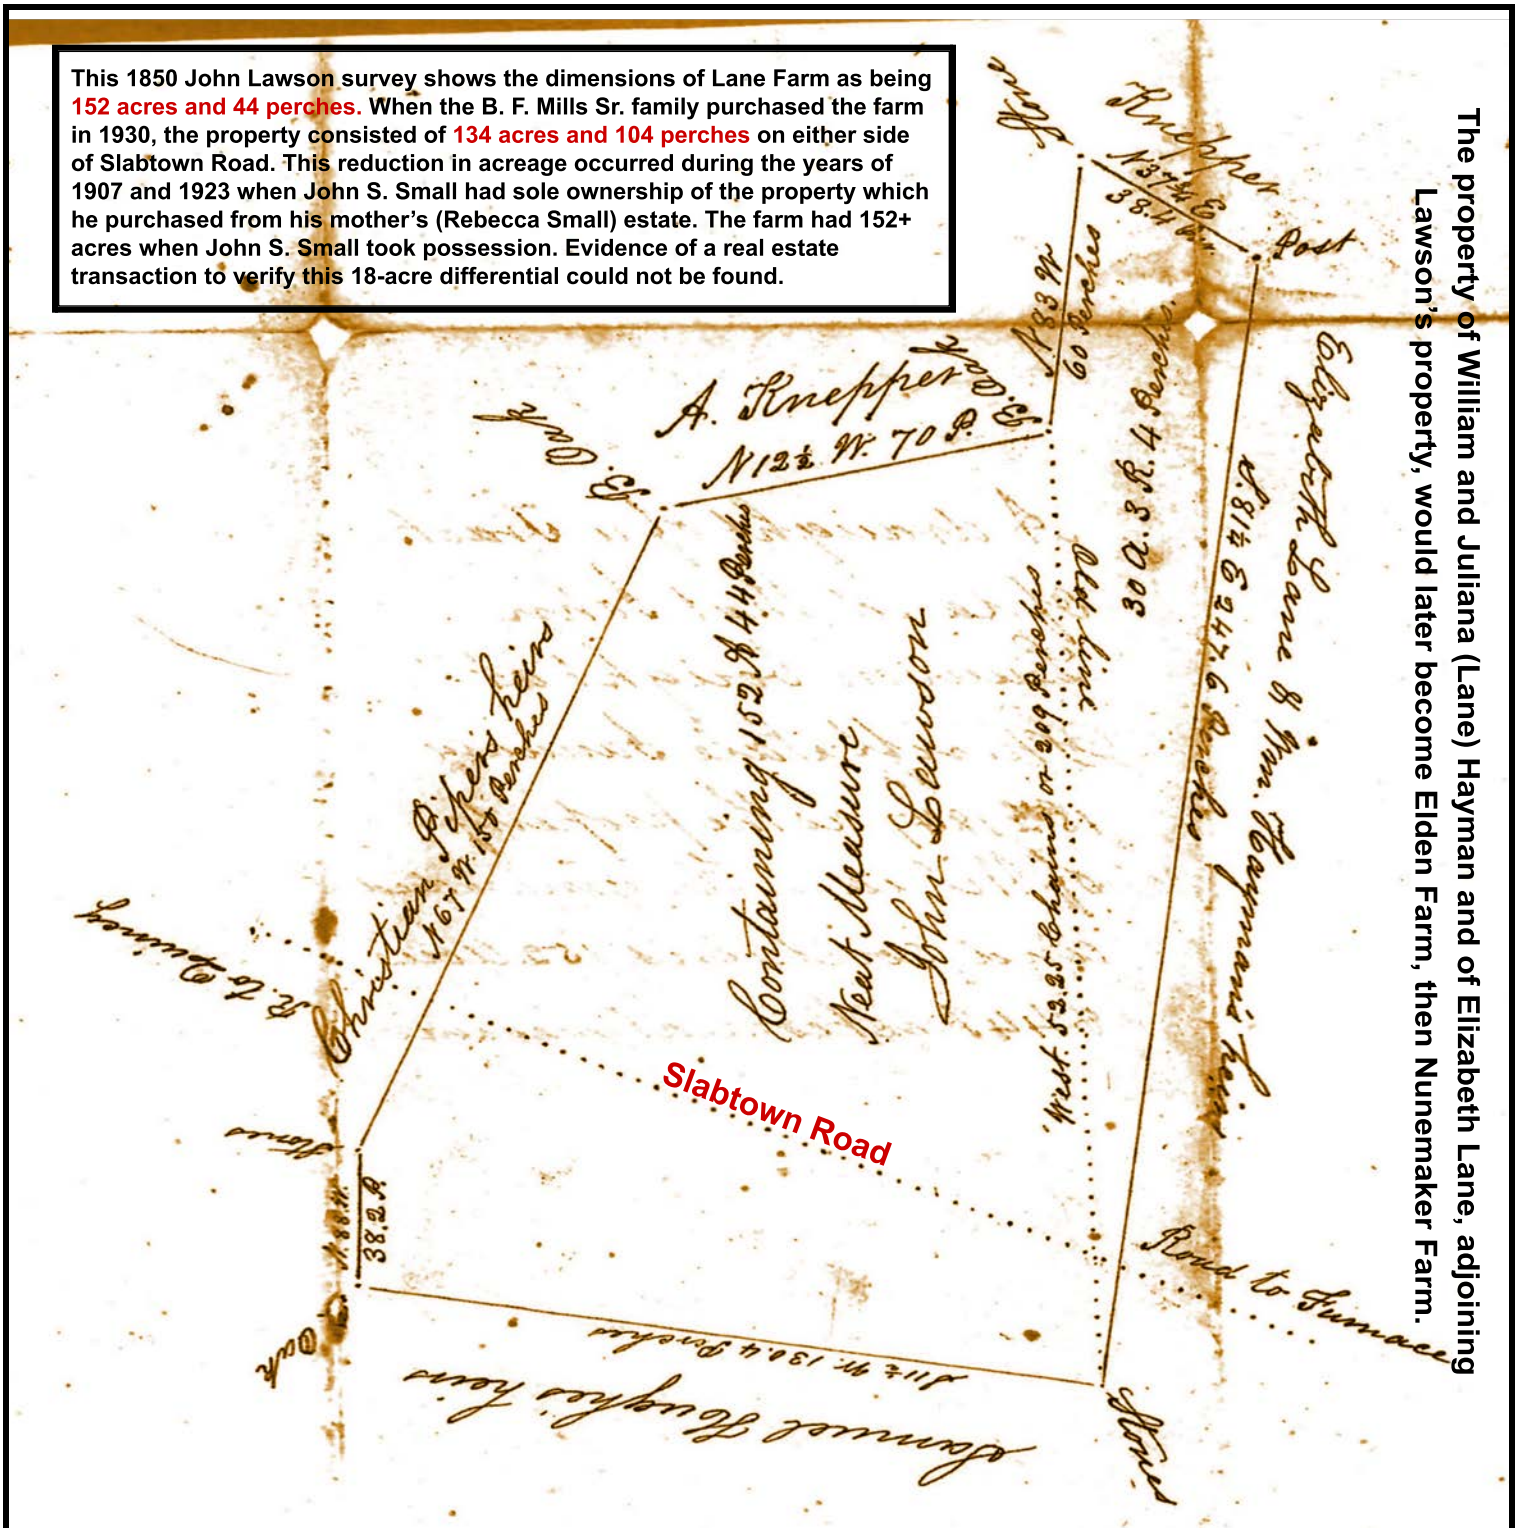 This 1850 John Lawson survey shows the dimensions of Lane Farm as being
152 acres and 44 perches. When the B. F. Mills Sr. family purchased the farm
in 1930, the property consisted of 134 acres and 104 perches on either side
of Slabtown Road. This reduction in acreage occurred during the years of
1907 and 1923 when John S. Small had sole ownership of the property which
he purchased from his mother’s (Rebecca Small) estate. The farm had 152+
acres when John S. Small took possession. Evidence of a real estate
transaction to verify this 18-acre differential could not be found.
The property of William and Juliana (Lane) Hayman and of Elizabeth Lane, adjoining
Lawson’s property, would later become Elden Farm, then Nunemaker Farm.
Knepper
N 37¼ E
38.4 P.
Post
N. 83 W
60 Perches
A. Knepper
N 12½ W. 70 P.
B. Oak
B. Oak
30 A. 3 R. 4 Perches.
Elizabeth Lane & Wm. Hayman's heirs
S. 81¼ E 247.6 Perches
Old line
West 52.25 Chains or 209 Perches
Containing 152 A 44 Perches
Neat Measure
John Lawson
Christian Piper's heirs
N 67 W. 150 Perches
R. to Quincy
Slabtown Road
Stones
N. 88. W.
38.2 P.
Oak
Road to Furnace
S 11½ W. 130.4 Perches
Samuel Hughes heirs
Stones